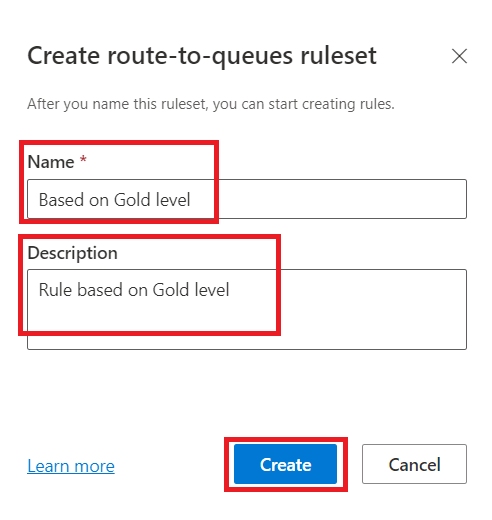 Create route-to-queues ruleset
After you name this ruleset, you can start creating rules.
Name *
Based on Gold level
Description
Rule based on Gold level
Learn more
Create
Cancel